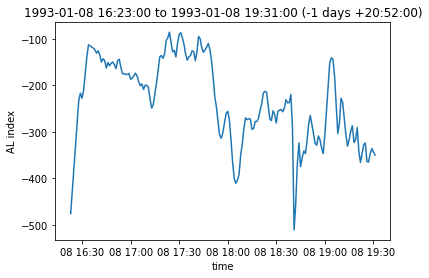 1993-01-08 16:23:00 to 1993-01-08 19:31:00 (-1 days +20:52:00)
−100
−200
−300
−400
−500
AL index
08 16:30 08 17:00 08 17:30 08 18:00 08 18:30 08 19:00 08 19:30
time